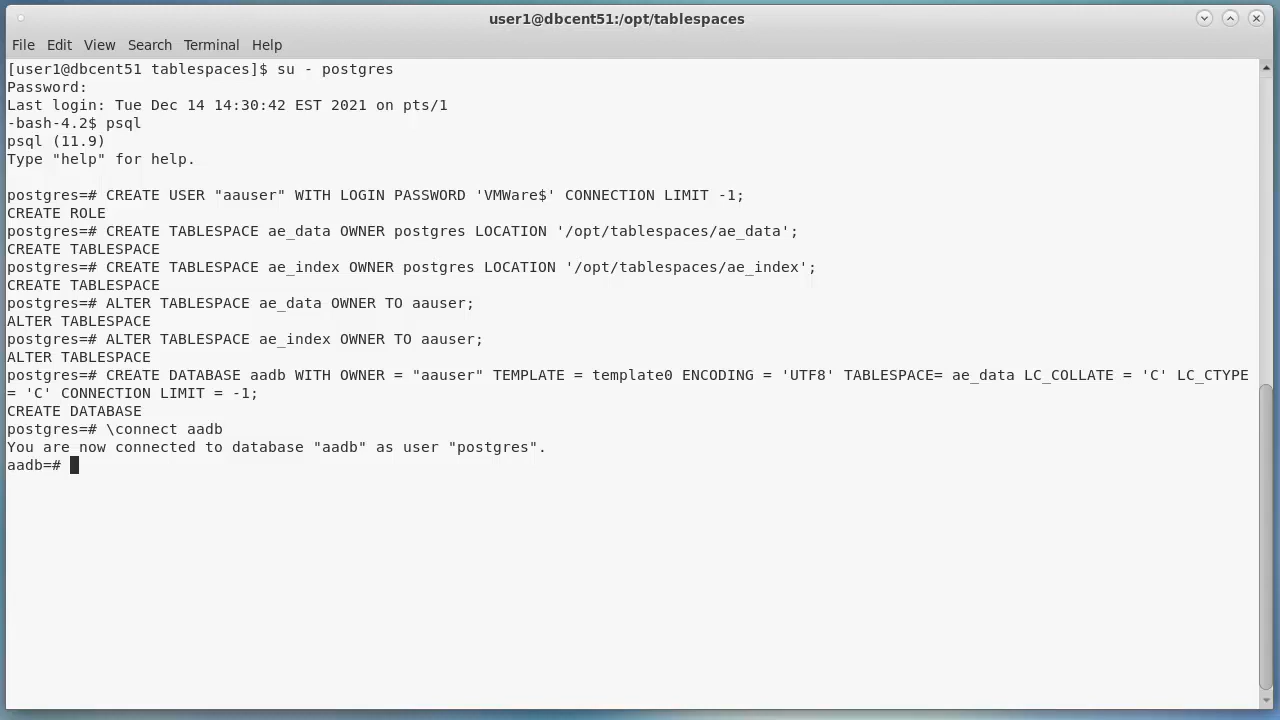 user1@dbcent51:/opt/tablespaces
File Edit View Search Terminal Help
[user1@dbcent51 tablespaces]$ su - postgres
Password:
Last login: Tue Dec 14 14:30:42 EST 2021 on pts/1
-bash-4.2$ psql
psql (11.9)
Type "help" for help.
postgres=# CREATE USER "aauser" WITH LOGIN PASSWORD 'VMWare$' CONNECTION LIMIT -1;
CREATE ROLE
postgres=# CREATE TABLESPACE ae_data OWNER postgres LOCATION '/opt/tablespaces/ae_data';
CREATE TABLESPACE
postgres=# CREATE TABLESPACE ae_index OWNER postgres LOCATION '/opt/tablespaces/ae_index';
CREATE TABLESPACE
postgres=# ALTER TABLESPACE ae_data OWNER TO aauser;
ALTER TABLESPACE
postgres=# ALTER TABLESPACE ae_index OWNER TO aauser;
ALTER TABLESPACE
postgres=# CREATE DATABASE aadb WITH OWNER = "aauser" TEMPLATE = template0 ENCODING = 'UTF8' TABLESPACE= ae_data LC_COLLATE = 'C' LC_CTYPE
= 'C' CONNECTION LIMIT = -1;
CREATE DATABASE
postgres=# \connect aadb
You are now connected to database "aadb" as user "postgres".
aadb=#